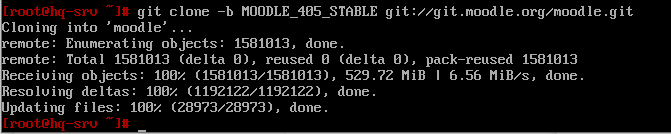 [root@hq-srv ~]# git clone -b MOODLE_405_STABLE git://git.moodle.org/moodle.git
Cloning into 'moodle'...
remote: Enumerating objects: 1581013, done.
remote: Total 1581013 (delta 0), reused 0 (delta 0), pack-reused 1581013
Receiving objects: 100% (1581013/1581013), 529.72 MiB | 6.56 MiB/s, done.
Resolving deltas: 100% (1192122/1192122), done.
Updating files: 100% (28973/28973), done.
[root@hq-srv ~]# _